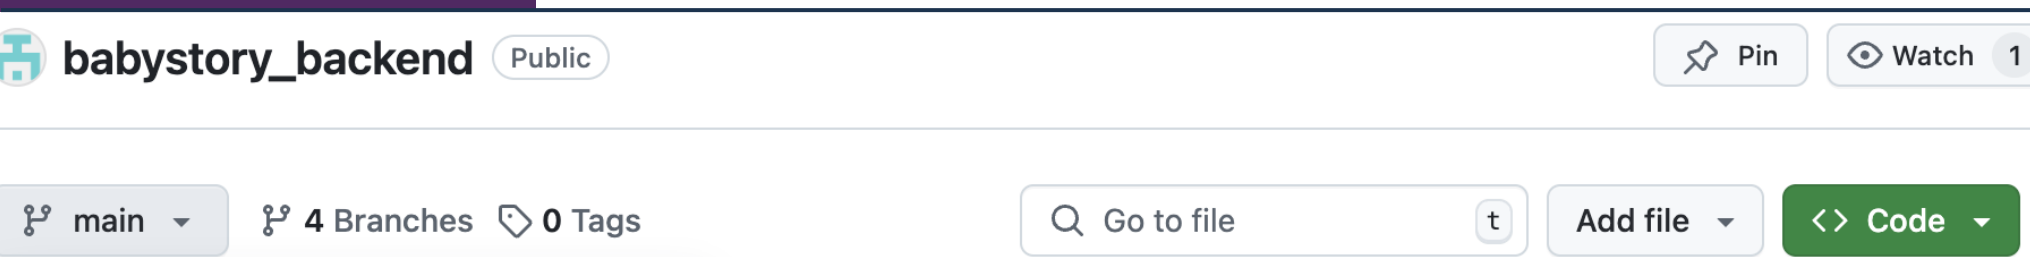 babystory_backend Public Pin Watch 1
main 4 Branches 0 Tags Go to file t Add file <> Code